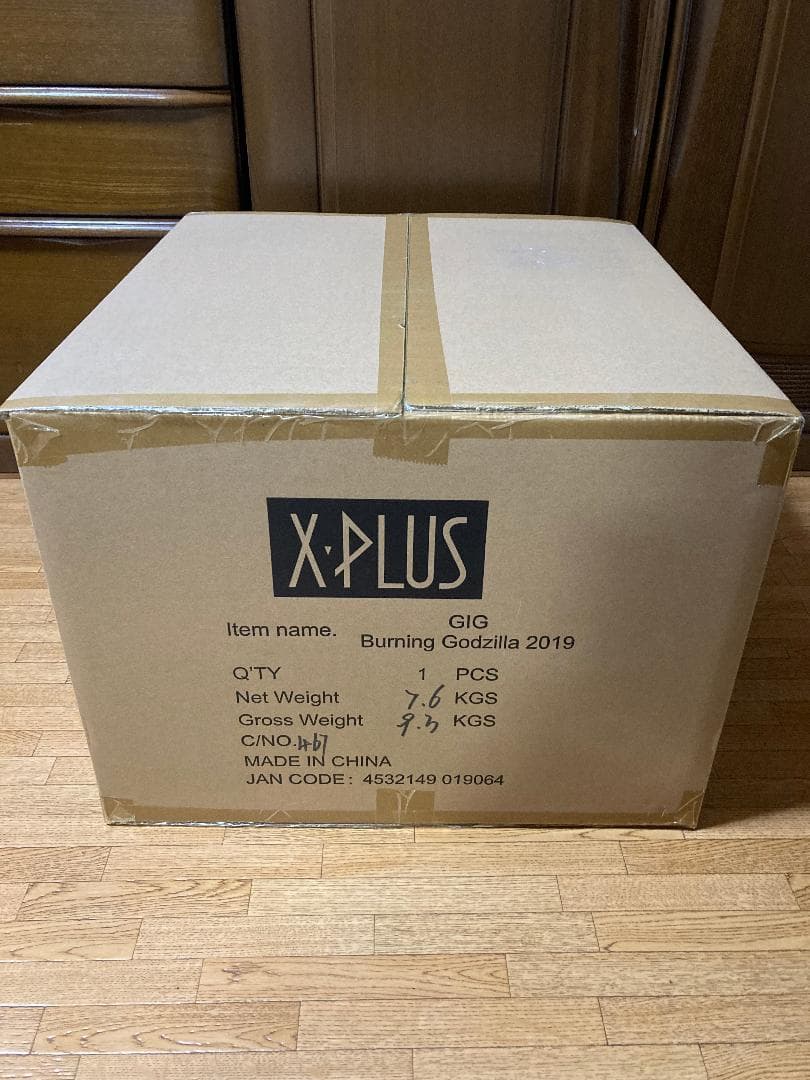 X·PLUS
Item name. GIG
Burning Godzilla 2019
Q'TY 1 PCS
Net Weight 7.6 KGS
Gross Weight 9.3 KGS
C/NO. 467
MADE IN CHINA
JAN CODE: 4532149 019064